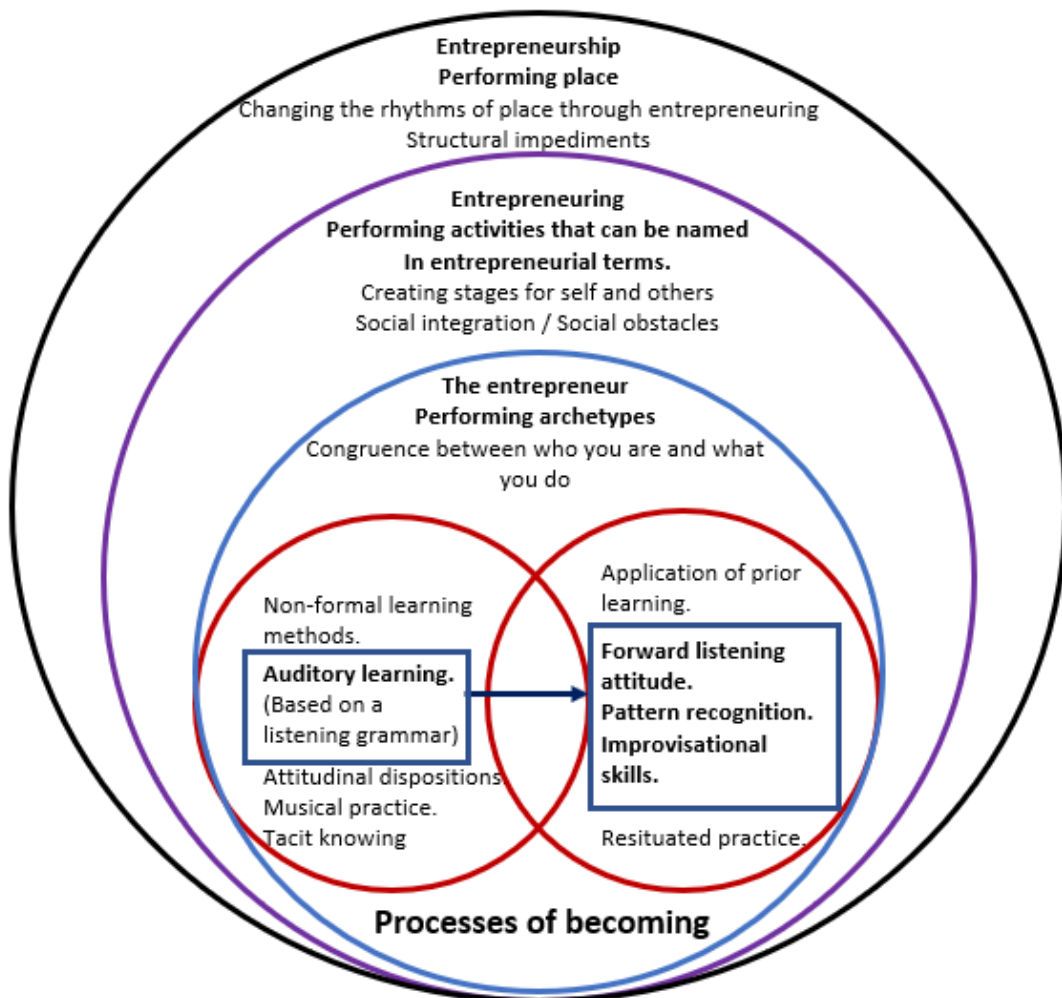 Entrepreneurship
Performing place
Changing the rhythms of place through entrepreneuring
Structural impediments
Entrepreneuring
Performing activities that can be named
In entrepreneurial terms.
Creating stages for self and others
Social integration / Social obstacles
The entrepreneur
Performing archetypes
Congruence between who you are and what
you do
Non-formal learning
methods.
Auditory learning.
(Based on a
listening grammar)
Attitudinal dispositions
Musical practice.
Tacit knowing
Application of prior
learning.
Forward listening
attitude.
Pattern recognition.
Improvisational
skills.
Resituated practice.
Processes of becoming